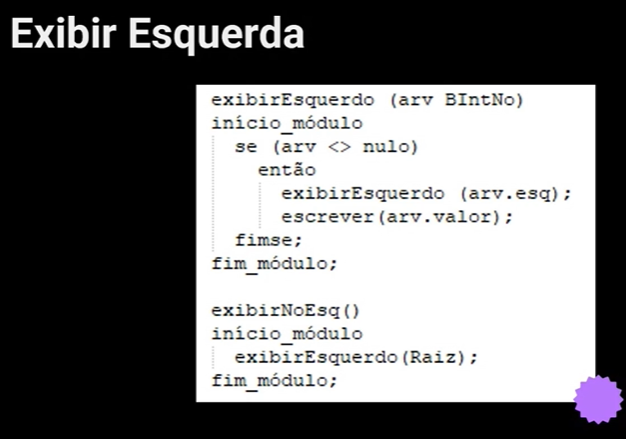 Exibir Esquerda
exibirEsquerdo (arv BIntNo)
início_módulo
se (arv <> nulo)
então
exibirEsquerdo (arv.esq);
escrever(arv.valor);
fimse;
fim_módulo;
exibirNoEsq()
início_módulo
exibirEsquerdo(Raiz);
fim_módulo;